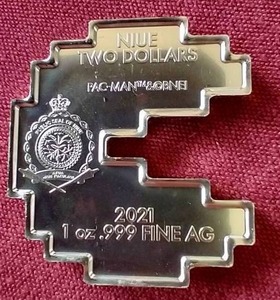 NIUE
TWO DOLLARS
PAC-MAN™&©BNEI
2021
1 oz .999 FINE AG